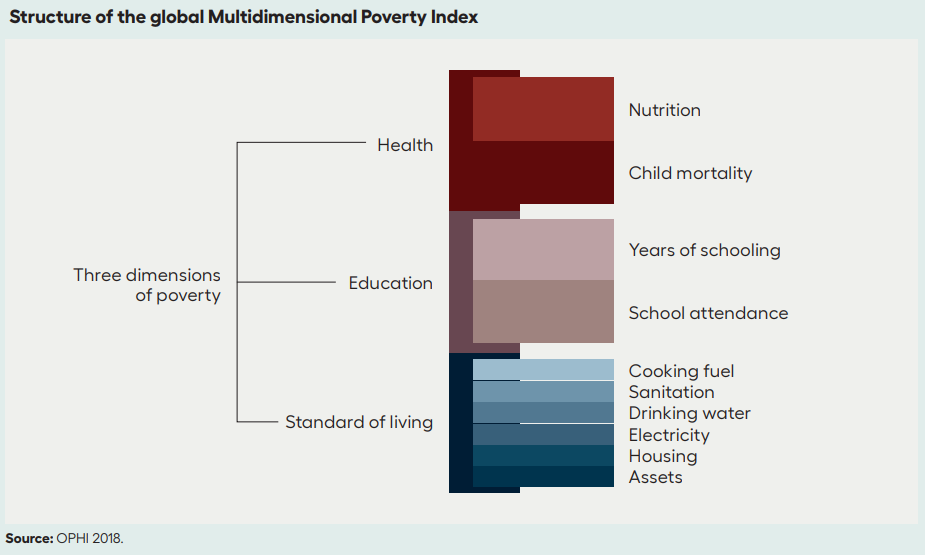 Structure of the global Multidimensional Poverty Index
Three dimensions
of poverty
Health
Nutrition
Child mortality
Education
Years of schooling
School attendance
Standard of living
Cooking fuel
Sanitation
Drinking water
Electricity
Housing
Assets
Source: OPHI 2018.